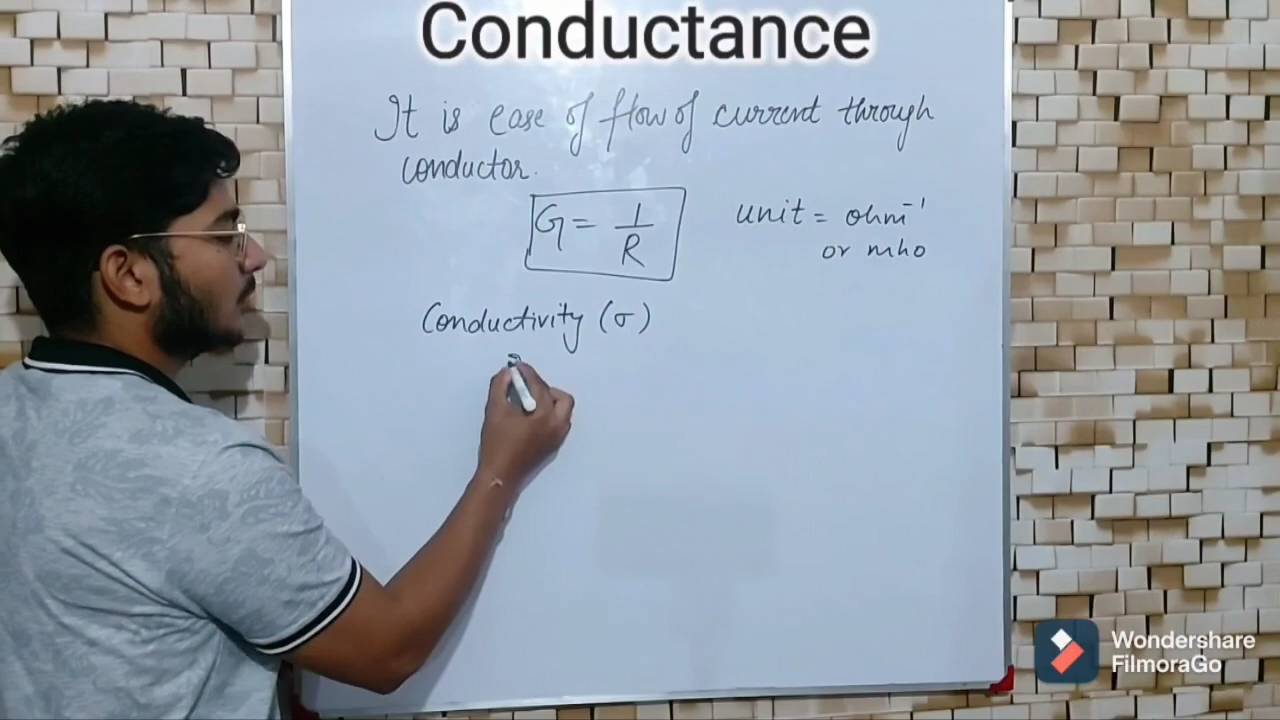 Conductance
It is ease of flow of current through
conductor.
G = 1/R
unit = ohm⁻¹
or mho
Conductivity (σ)
Wondershare
FilmoraGo